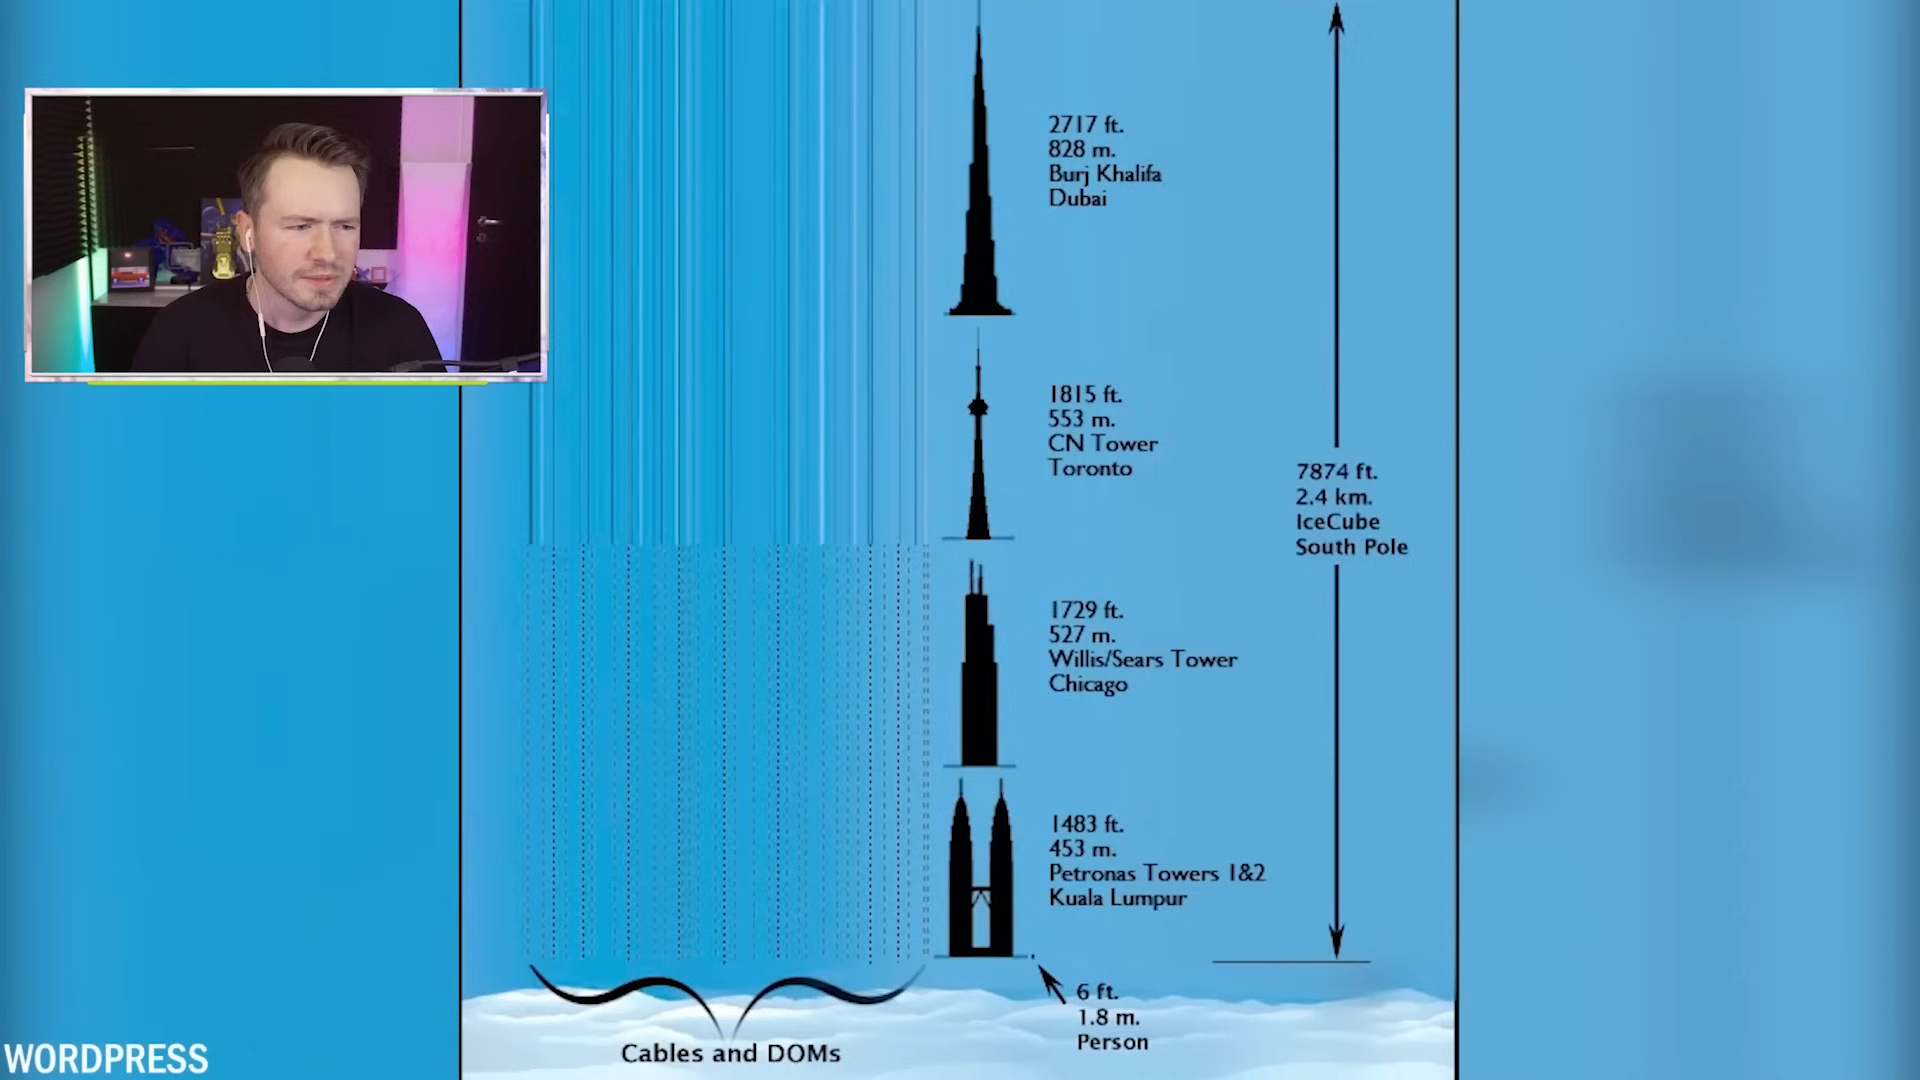 2717 ft.
828 m.
Burj Khalifa
Dubai
1815 ft.
553 m.
CN Tower
Toronto
7874 ft.
2.4 km.
IceCube
South Pole
1729 ft.
527 m.
Willis/Sears Tower
Chicago
1483 ft.
453 m.
Petronas Towers 1&2
Kuala Lumpur
6 ft.
1.8 m.
Person
Cables and DOMs
WORDPRESS